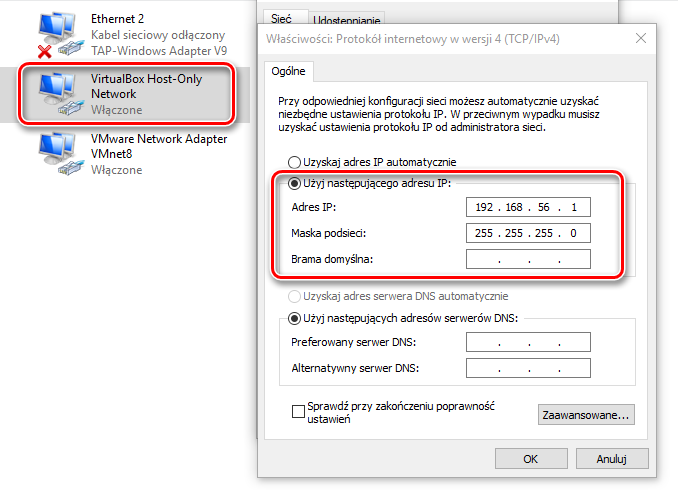 Ethernet 2
Kabel sieciowy odłączony
TAP-Windows Adapter V9
VirtualBox Host-Only
Network
Włączone
VMware Network Adapter
VMnet8
Włączone
Sieć
Udostępnianie
Właściwości: Protokół internetowy w wersji 4 (TCP/IPv4)
Ogólne
Przy odpowiedniej konfiguracji sieci możesz automatycznie uzyskać
niezbędne ustawienia protokołu IP. W przeciwnym wypadku musisz
uzyskać ustawienia protokołu IP od administratora sieci.
Uzyskaj adres IP automatycznie
Użyj następującego adresu IP:
Adres IP: 192 . 168 . 56 . 1
Maska podsieci: 255 . 255 . 255 . 0
Brama domyślna: . . .
Uzyskaj adres serwera DNS automatycznie
Użyj następujących adresów serwerów DNS:
Preferowany serwer DNS: . . .
Alternatywny serwer DNS: . . .
Sprawdź przy zakończeniu poprawność
ustawień
Zaawansowane...
OK Anuluj